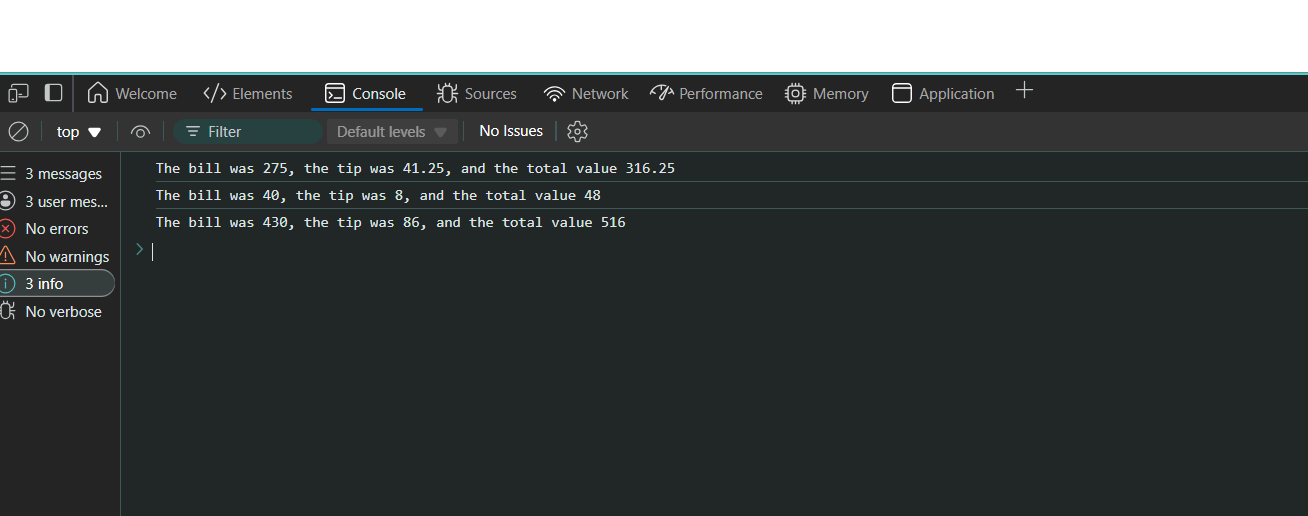 Welcome Elements Console Sources Network Performance Memory Application
top Filter Default levels No Issues
3 messages
3 user mes...
No errors
No warnings
3 info
No verbose
The bill was 275, the tip was 41.25, and the total value 316.25
The bill was 40, the tip was 8, and the total value 48
The bill was 430, the tip was 86, and the total value 516